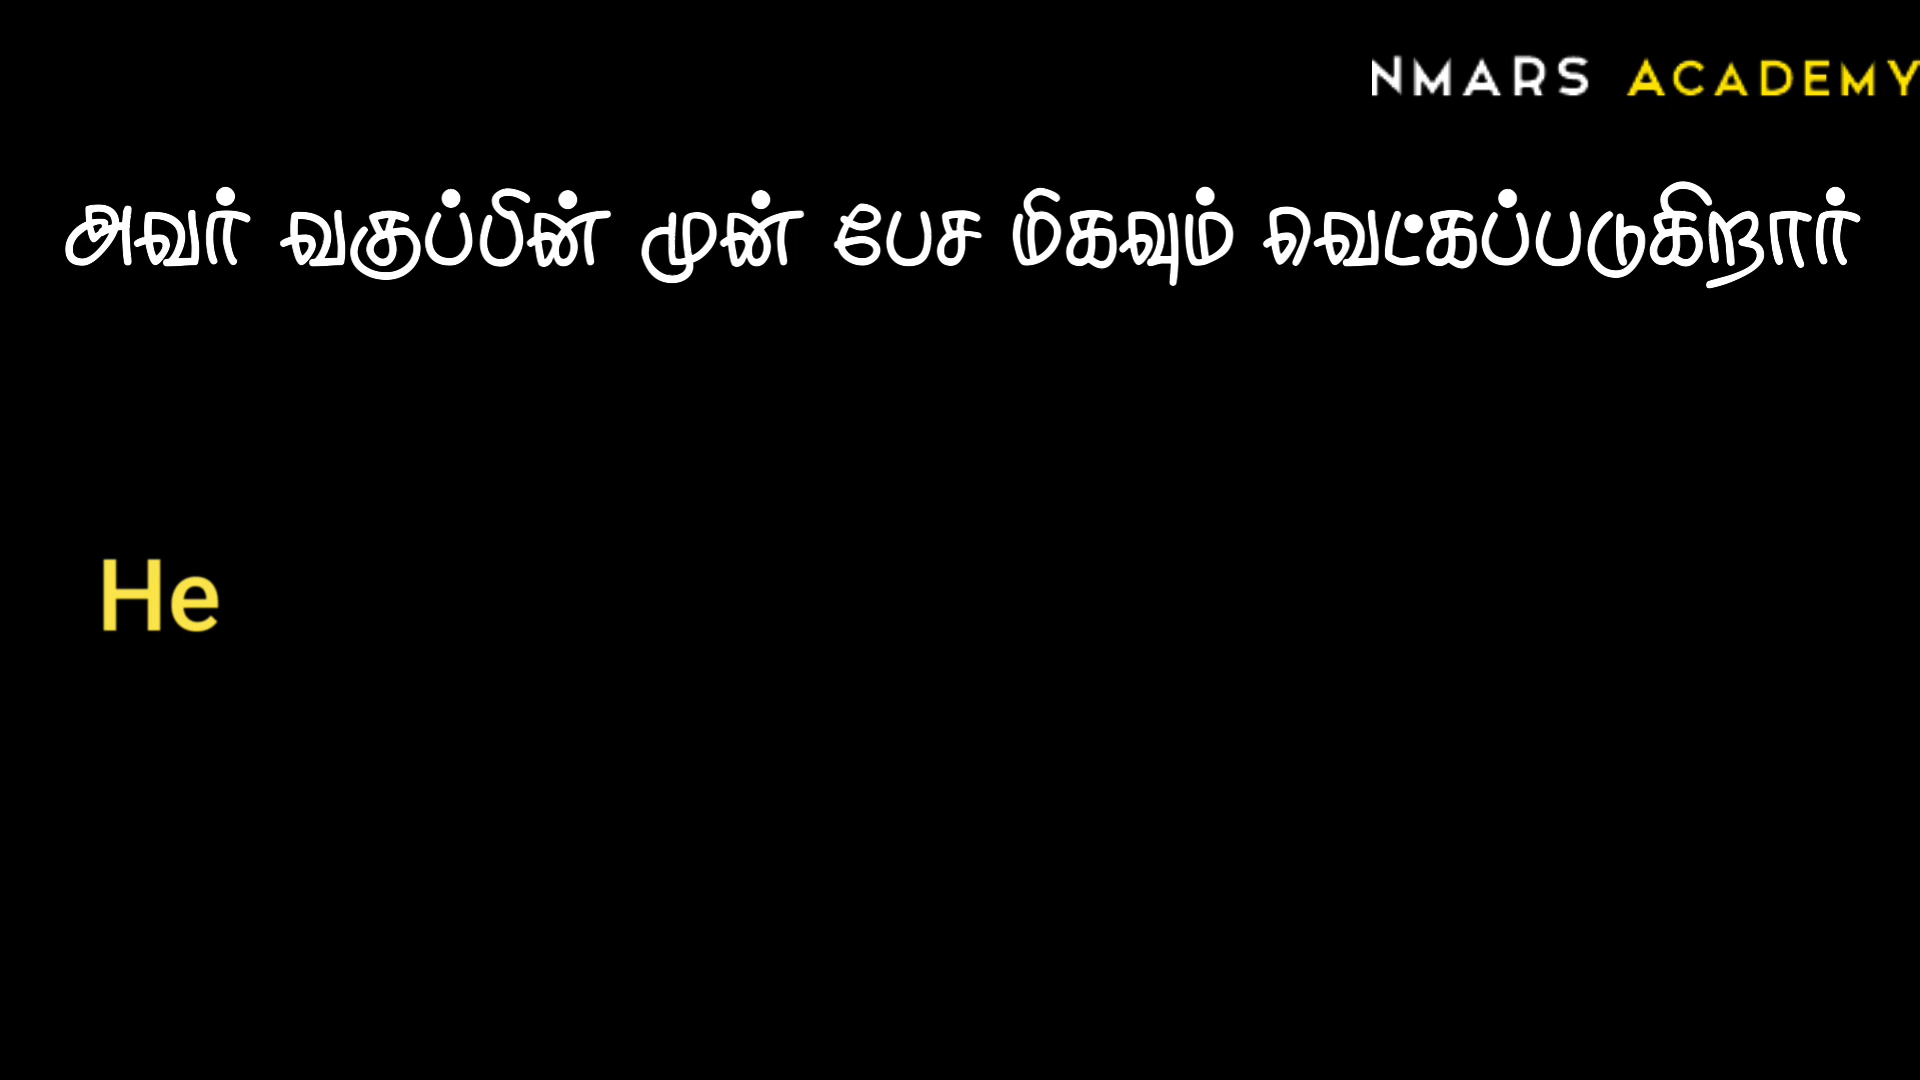 NMARS ACADEMY
அவர் வகுப்பின் முன் பேச மிகவும் வெட்கப்படுகிறார்
He